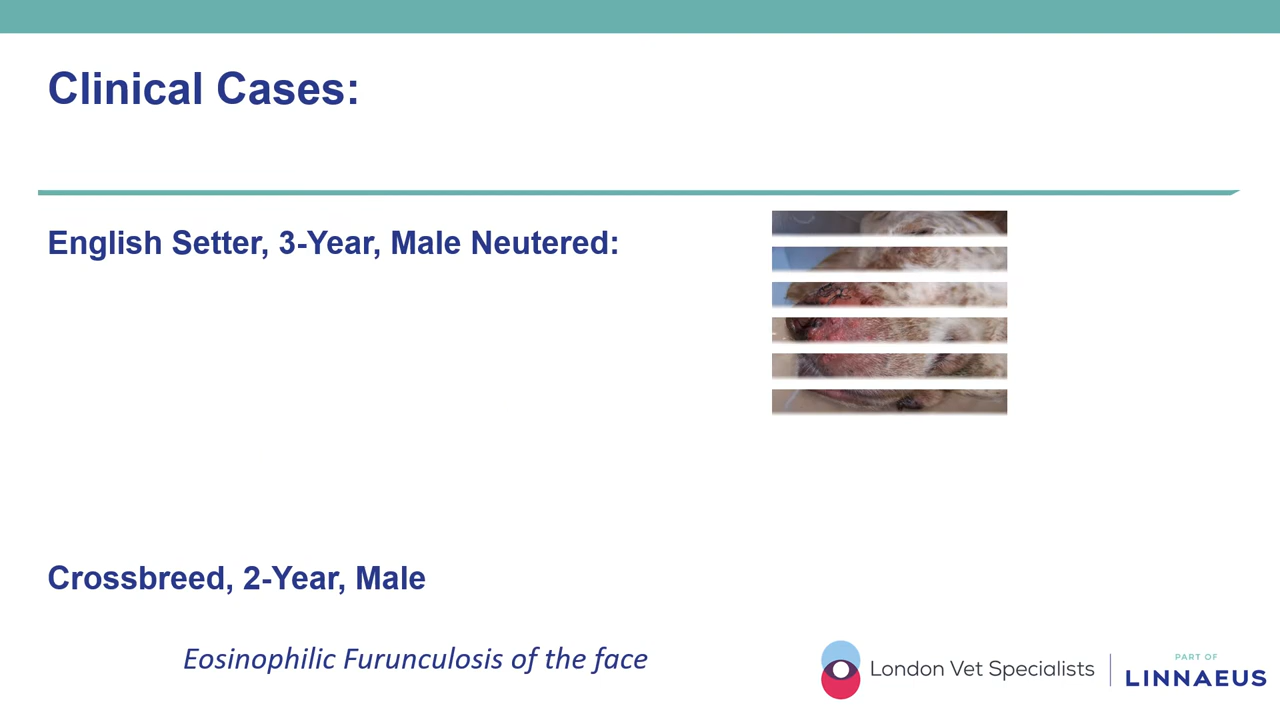 Clinical Cases:
English Setter, 3-Year, Male Neutered:
Crossbreed, 2-Year, Male
Eosinophilic Furunculosis of the face
London Vet Specialists
PART OF
LINNAEUS